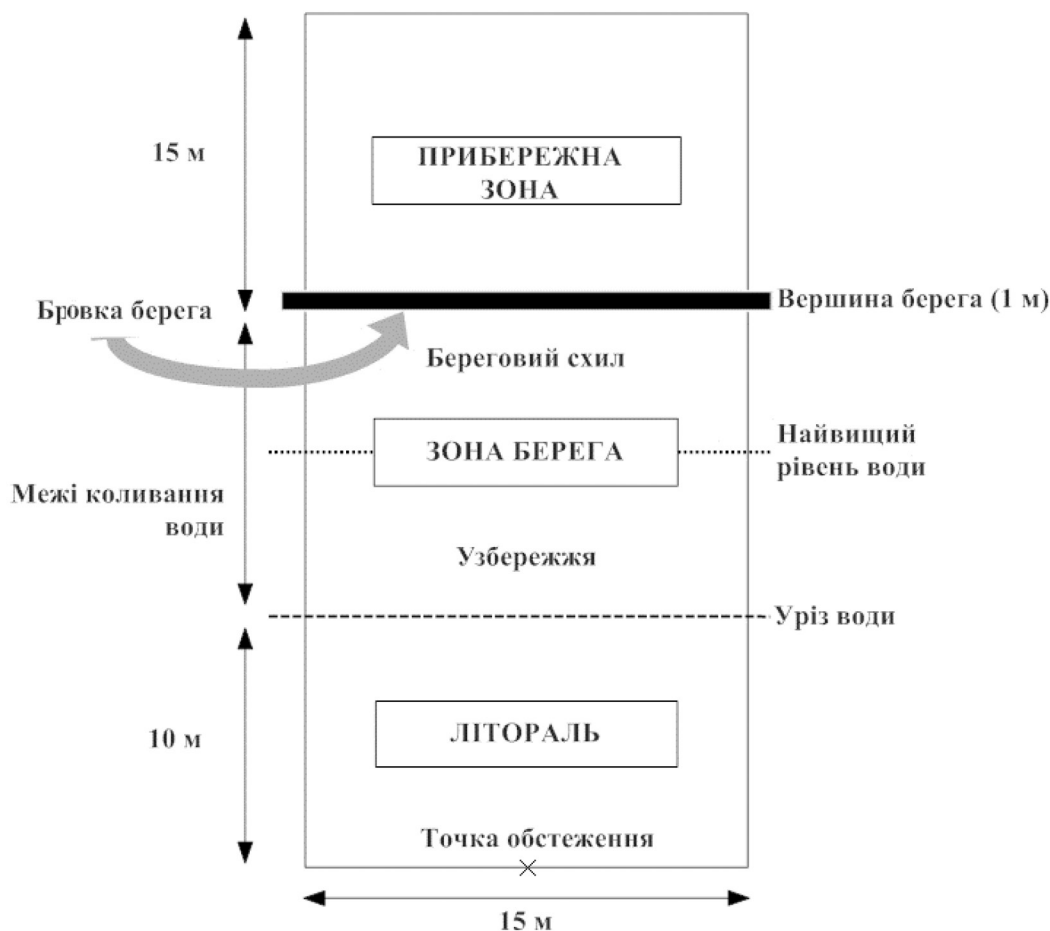 15 м
ПРИБЕРЕЖНА
ЗОНА
Бровка берега
Вершина берега (1 м)
Береговий схил
ЗОНА БЕРЕГА
Найвищий
рівень води
Межі коливання
води
Узбережжя
Уріз води
10 м
ЛІТОРАЛЬ
Точка обстеження
15 м